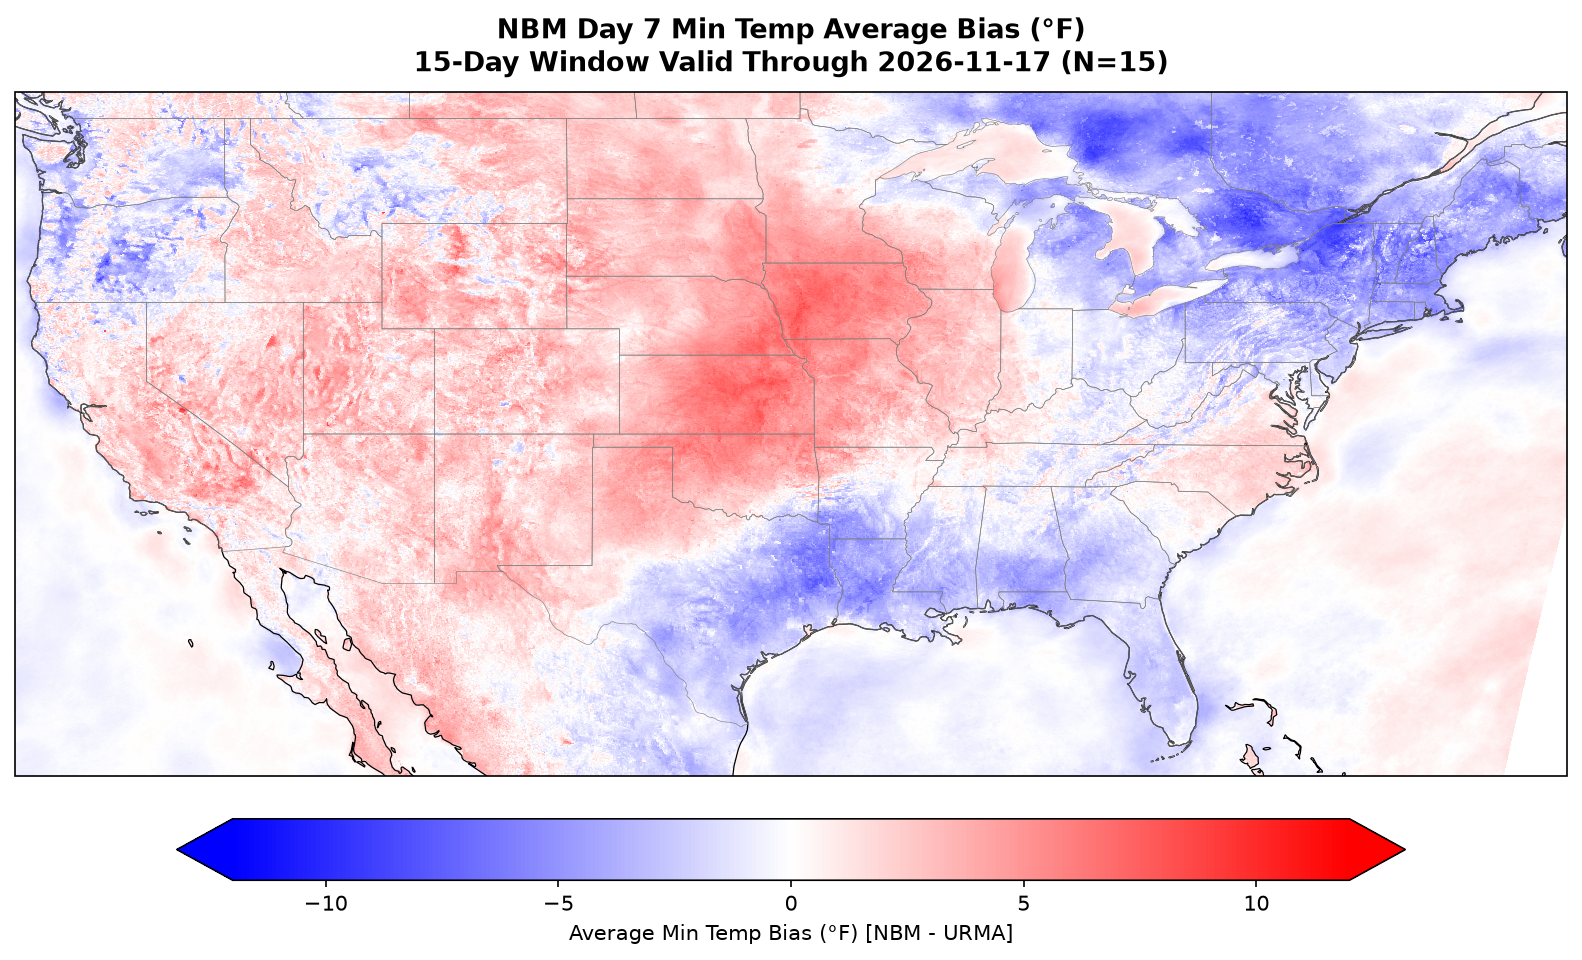 NBM Day 7 Min Temp Average Bias (°F)
15-Day Window Valid Through 2026-11-17 (N=15)
−10 −5 0 5 10
Average Min Temp Bias (°F) [NBM - URMA]